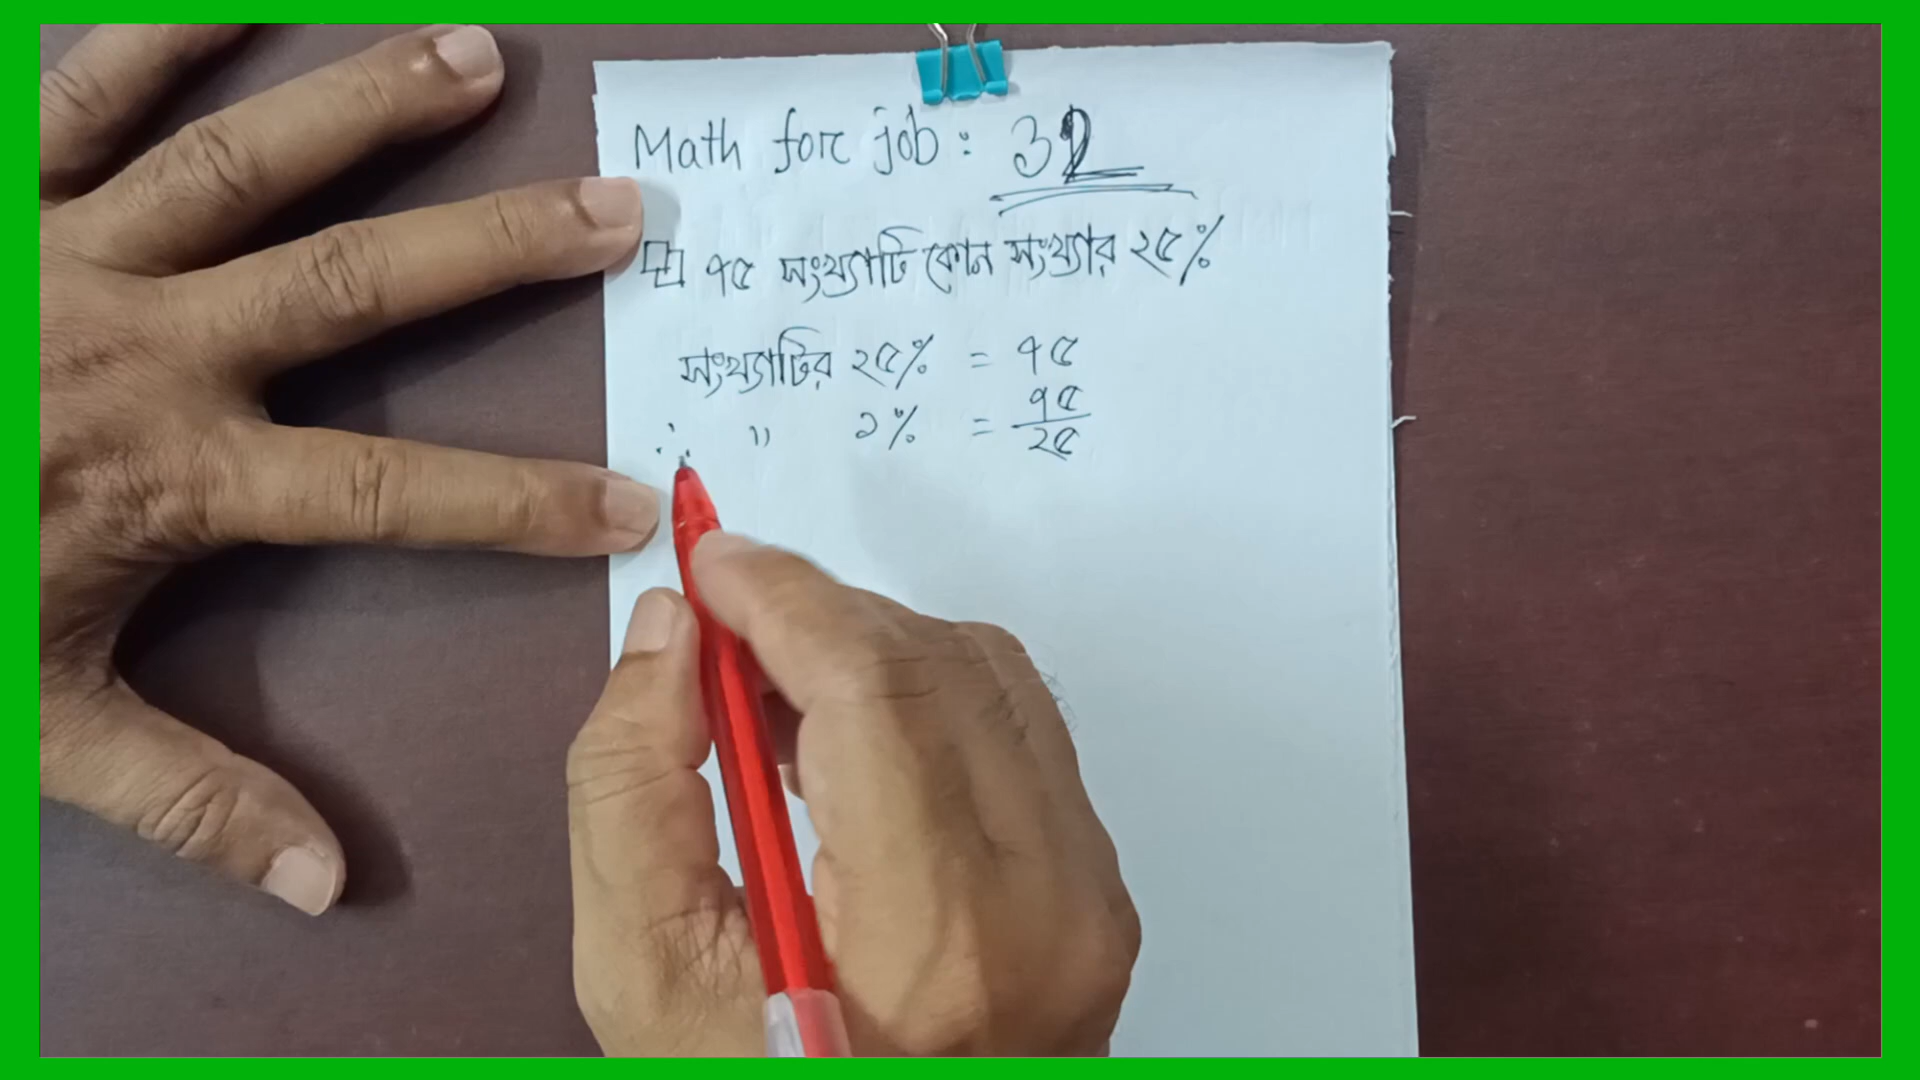 Math for job: 32
৭৫ সংখ্যাটি কোন সংখ্যার ২৫%
সংখ্যাটির ২৫% = ৭৫
∴ " ১% = ৭৫/২৫